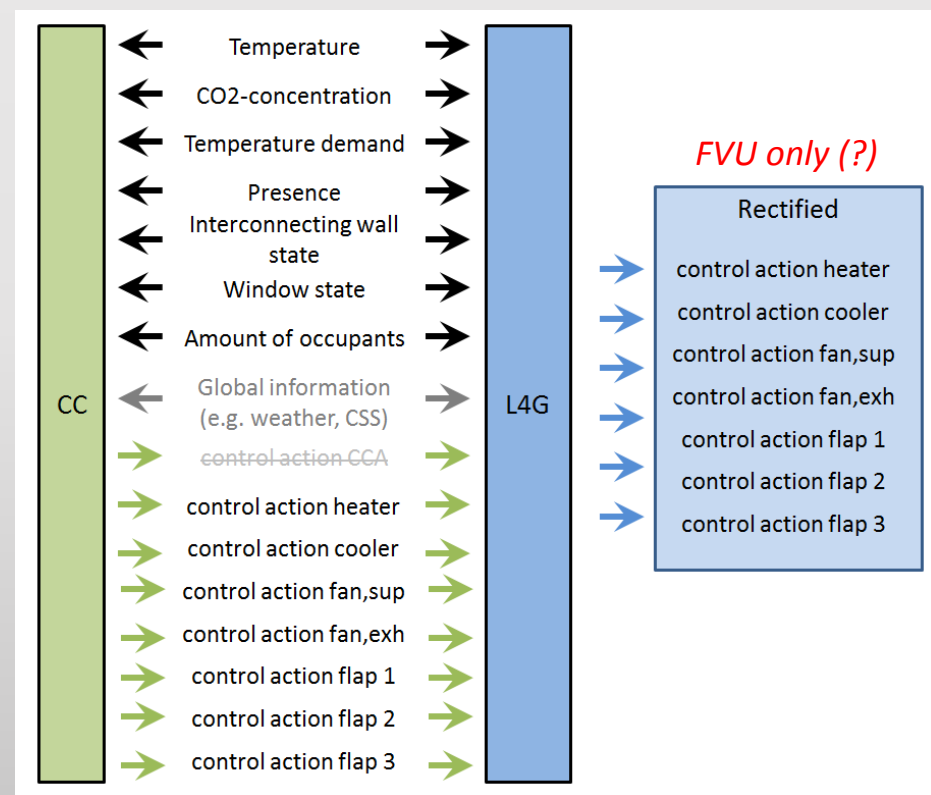 Temperature
CO2-concentration
Temperature demand
Presence
Interconnecting wall
state
Window state
Amount of occupants
Global information
(e.g. weather, CSS)
control action CCA
control action heater
control action cooler
control action fan,sup
control action fan,exh
control action flap 1
control action flap 2
control action flap 3
CC
L4G
FVU only (?)
Rectified
control action heater
control action cooler
control action fan,sup
control action fan,exh
control action flap 1
control action flap 2
control action flap 3